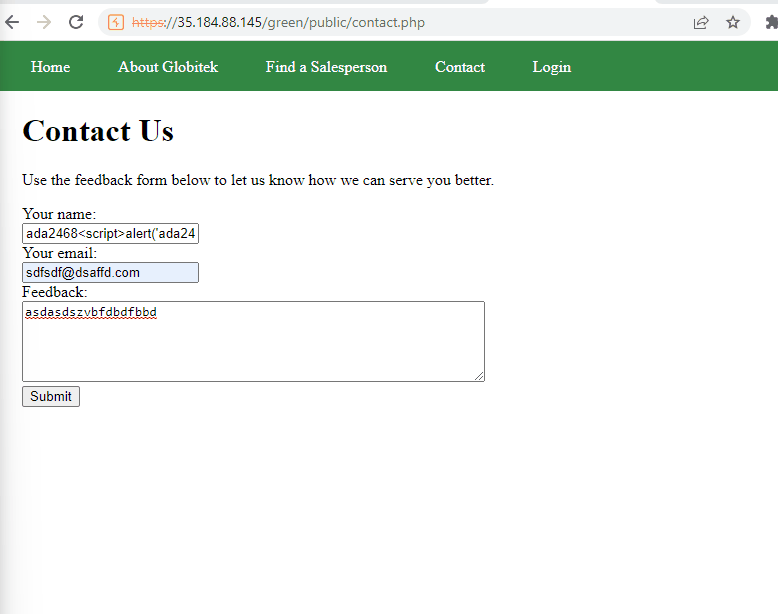 https://35.184.88.145/green/public/contact.php
Home About Globitek Find a Salesperson Contact Login
Contact Us
Use the feedback form below to let us know how we can serve you better.
Your name:
ada2468<script>alert('ada24
Your email:
sdfsdf@dsaffd.com
Feedback:
asdasdszvbfdbdfbbd
Submit